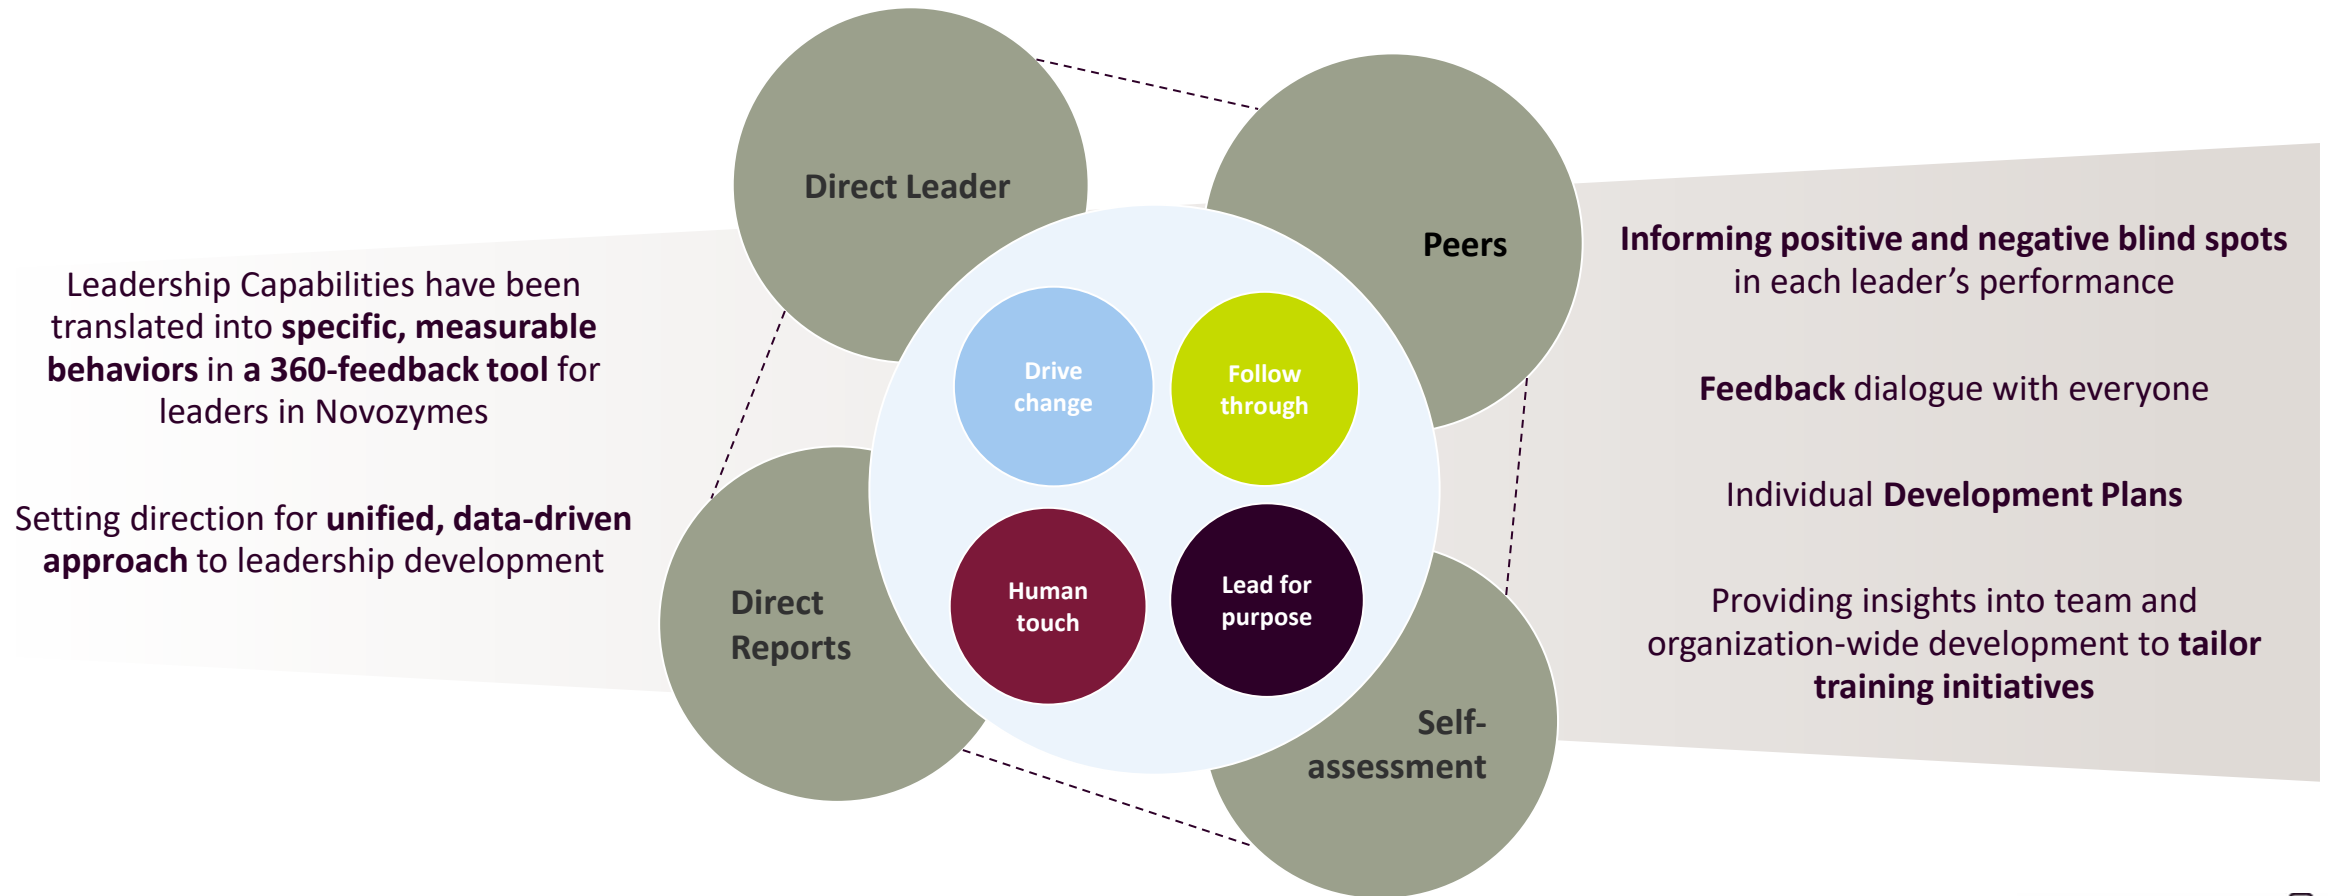 Leadership Capabilities have been
translated into specific, measurable
behaviors in a 360-feedback tool for
leaders in Novozymes
Setting direction for unified, data-driven
approach to leadership development
Direct Leader
Peers
Direct
Reports
Self-
assessment
Drive
change
Follow
through
Human
touch
Lead for
purpose
Informing positive and negative blind spots
in each leader’s performance
Feedback dialogue with everyone
Individual Development Plans
Providing insights into team and
organization-wide development to tailor
training initiatives